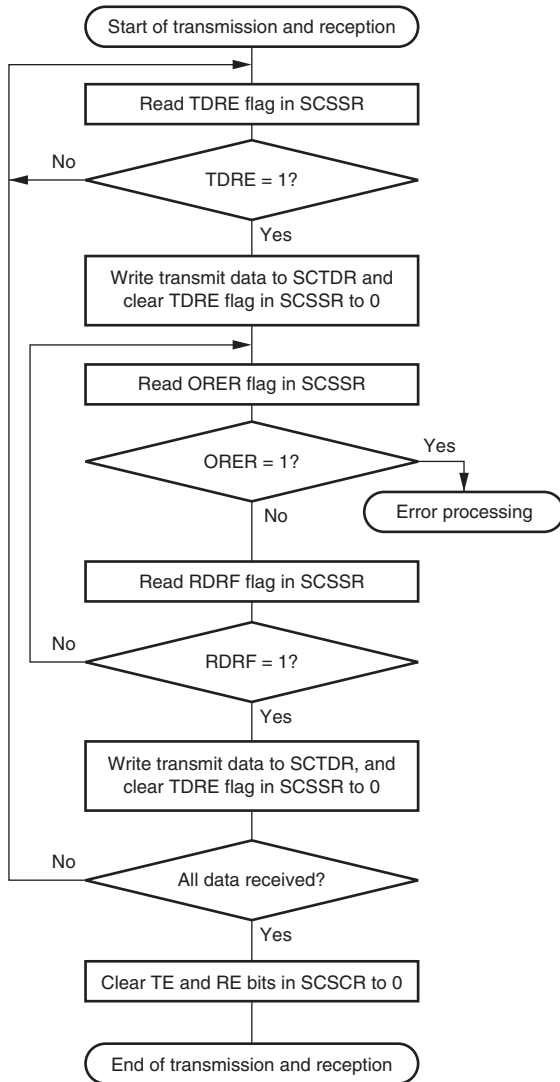 Start of transmission and reception
Read TDRE flag in SCSSR
No
TDRE = 1?
Yes
Write transmit data to SCTDR and
clear TDRE flag in SCSSR to 0
Read ORER flag in SCSSR
Yes
ORER = 1?
No
Error processing
Read RDRF flag in SCSSR
No
RDRF = 1?
Yes
Write transmit data to SCTDR, and
clear TDRE flag in SCSSR to 0
No
All data received?
Yes
Clear TE and RE bits in SCSCR to 0
End of transmission and reception